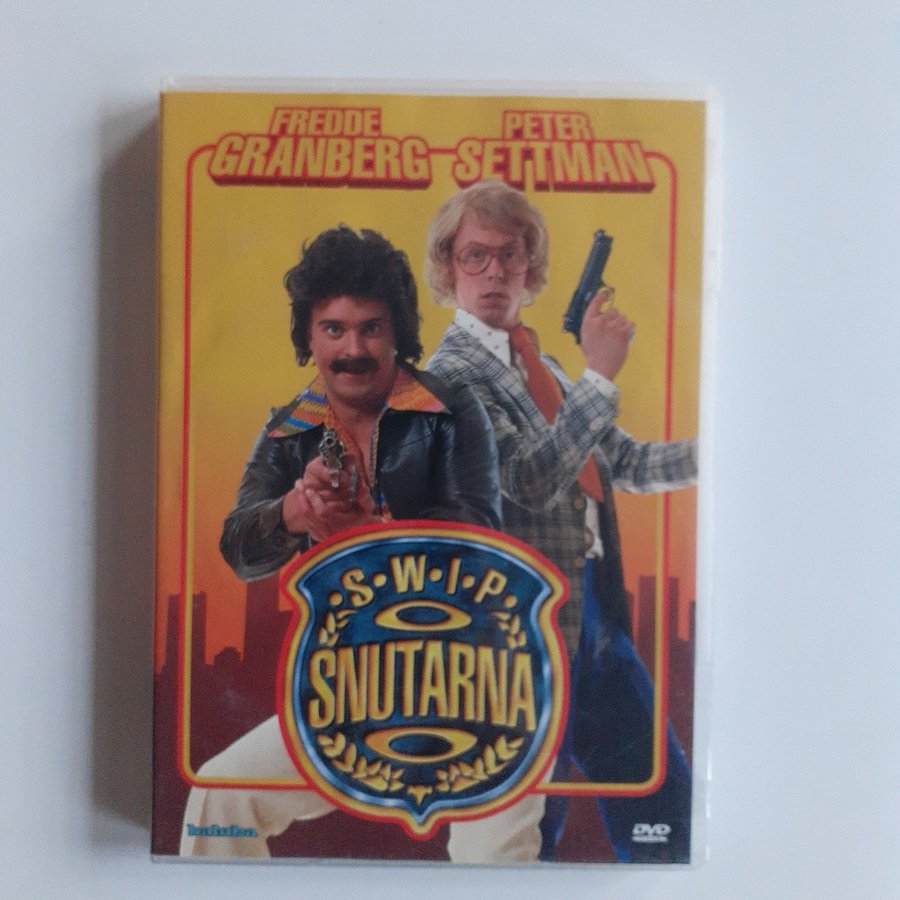 FREDDE
GRANBERG
PETER
SETTMAN
S·W·I·P·
SNUTARNA
DVD